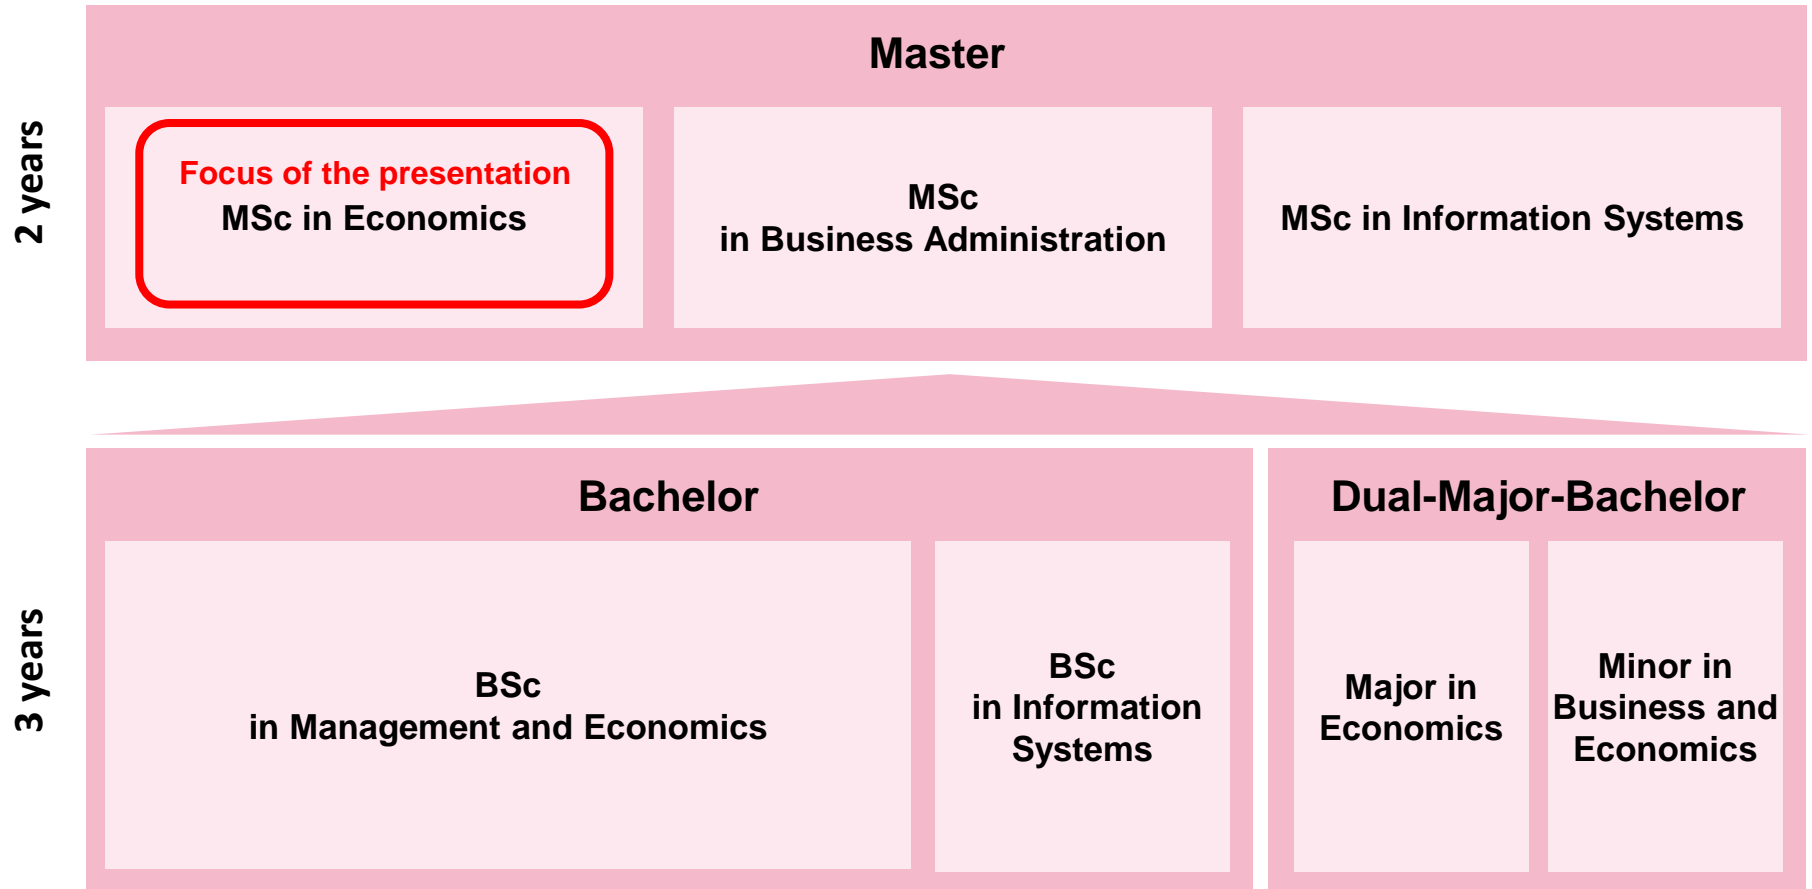 Master
2 years
Focus of the presentation
MSc in Economics
MSc
in Business Administration
MSc in Information Systems
3 years
Bachelor
BSc
in Management and Economics
BSc
in Information
Systems
Dual-Major-Bachelor
Major in
Economics
Minor in
Business and
Economics